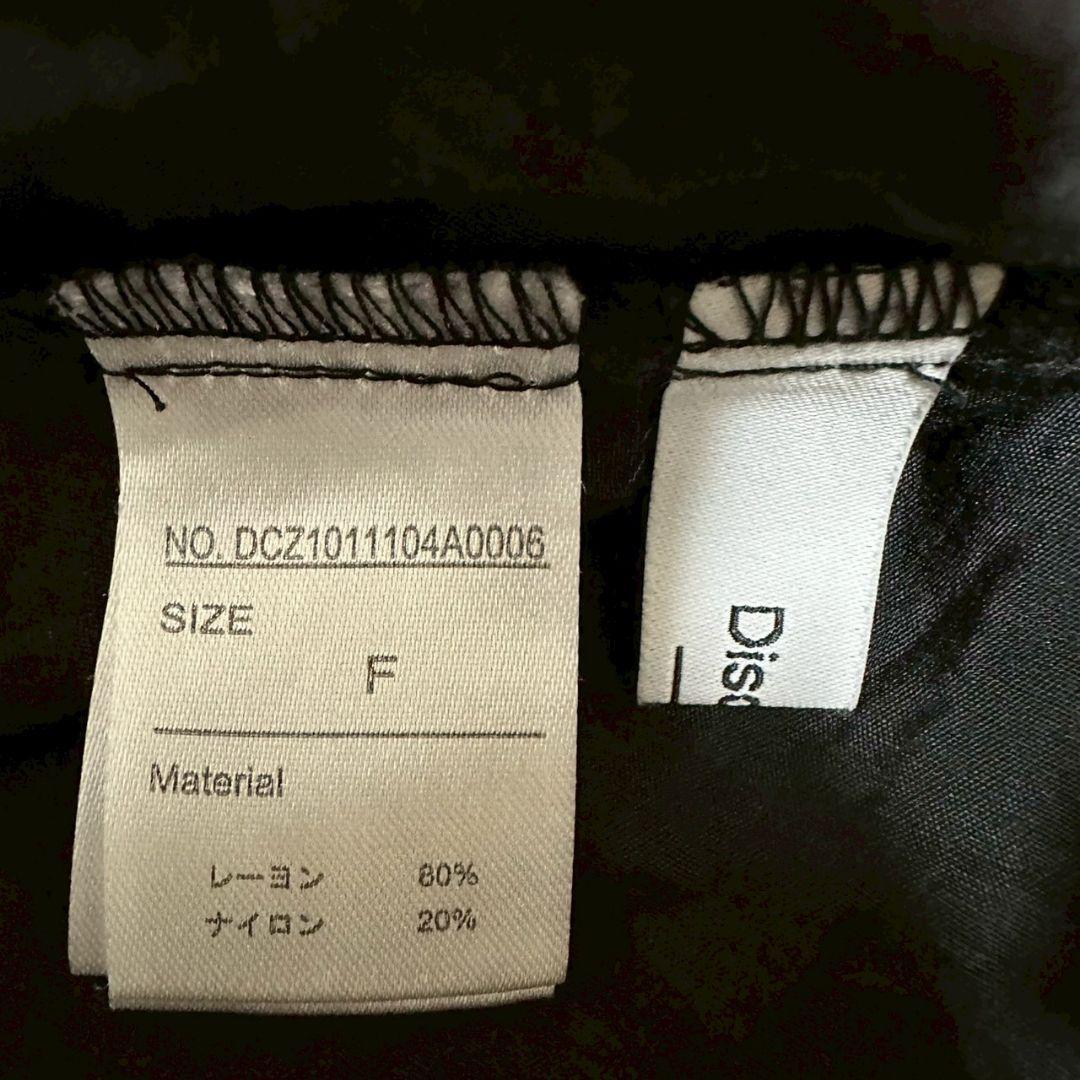 NO. DCZ1011104A0006
SIZE
F
Material
レーヨン 80%
ナイロン 20%
Dis